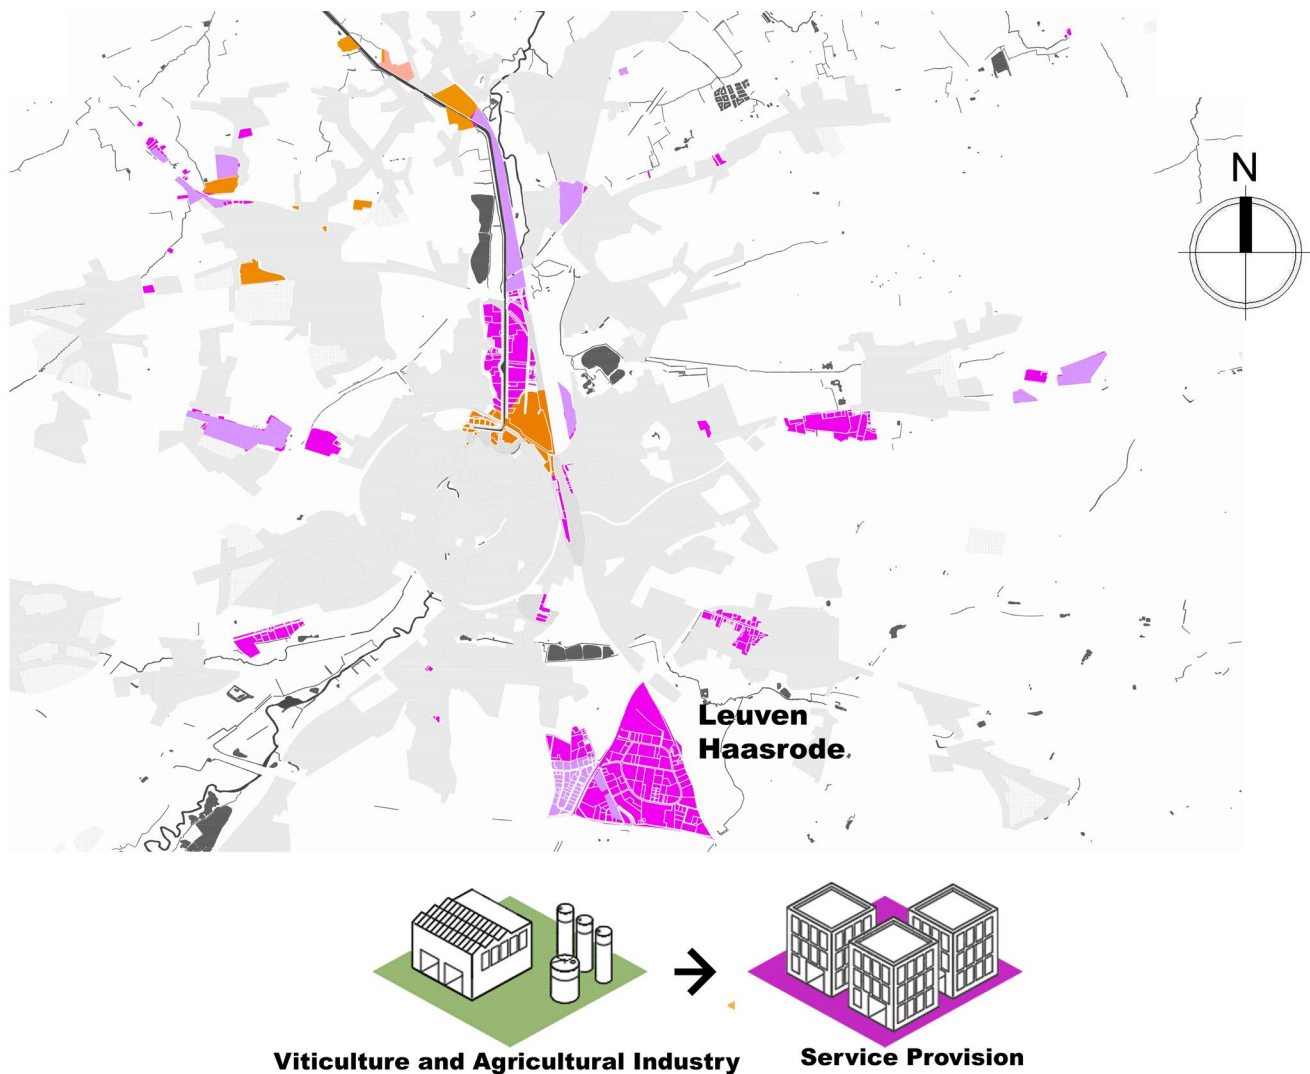 N
Leuven
Haasrode.
Viticulture and Agricultural Industry
Service Provision